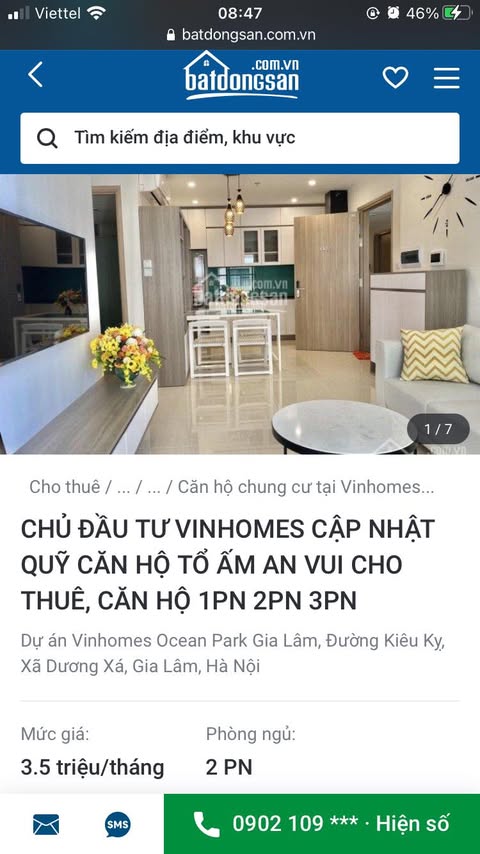 Viettel 08:47 46%
batdongsan.com.vn
.com.vn
batdongsan
Tìm kiếm địa điểm, khu vực
.com.vn
batdongsan
1 / 7
Cho thuê / ... / ... / Căn hộ chung cư tại Vinhomes...
CHỦ ĐẦU TƯ VINHOMES CẬP NHẬT
QUỸ CĂN HỘ TỔ ẤM AN VUI CHO
THUÊ, CĂN HỘ 1PN 2PN 3PN
Dự án Vinhomes Ocean Park Gia Lâm, Đường Kiêu Kỵ,
Xã Dương Xá, Gia Lâm, Hà Nội
Mức giá: Phòng ngủ:
3.5 triệu/tháng 2 PN
SMS 0902 109 *** · Hiện số